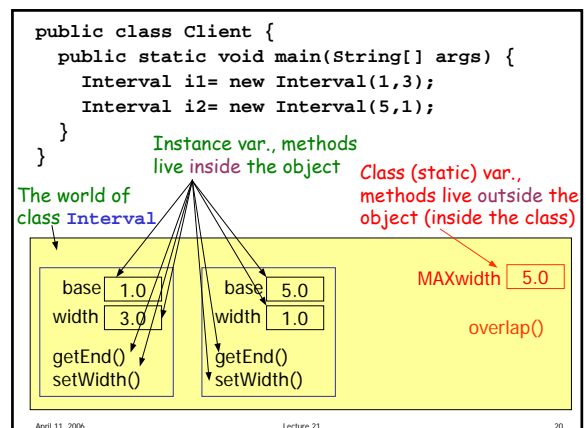 public class Client {
public static void main(String[] args) {
Interval i1= new Interval(1,3);
Interval i2= new Interval(5,1);
}
}
Instance var., methods
live inside the object
Class (static) var.,
methods live outside the
object (inside the class)
The world of
class Interval
base 1.0
width 3.0
getEnd()
setWidth()
base 5.0
width 1.0
getEnd()
setWidth()
MAXwidth 5.0
overlap()
April 11, 2006 Lecture 21 20